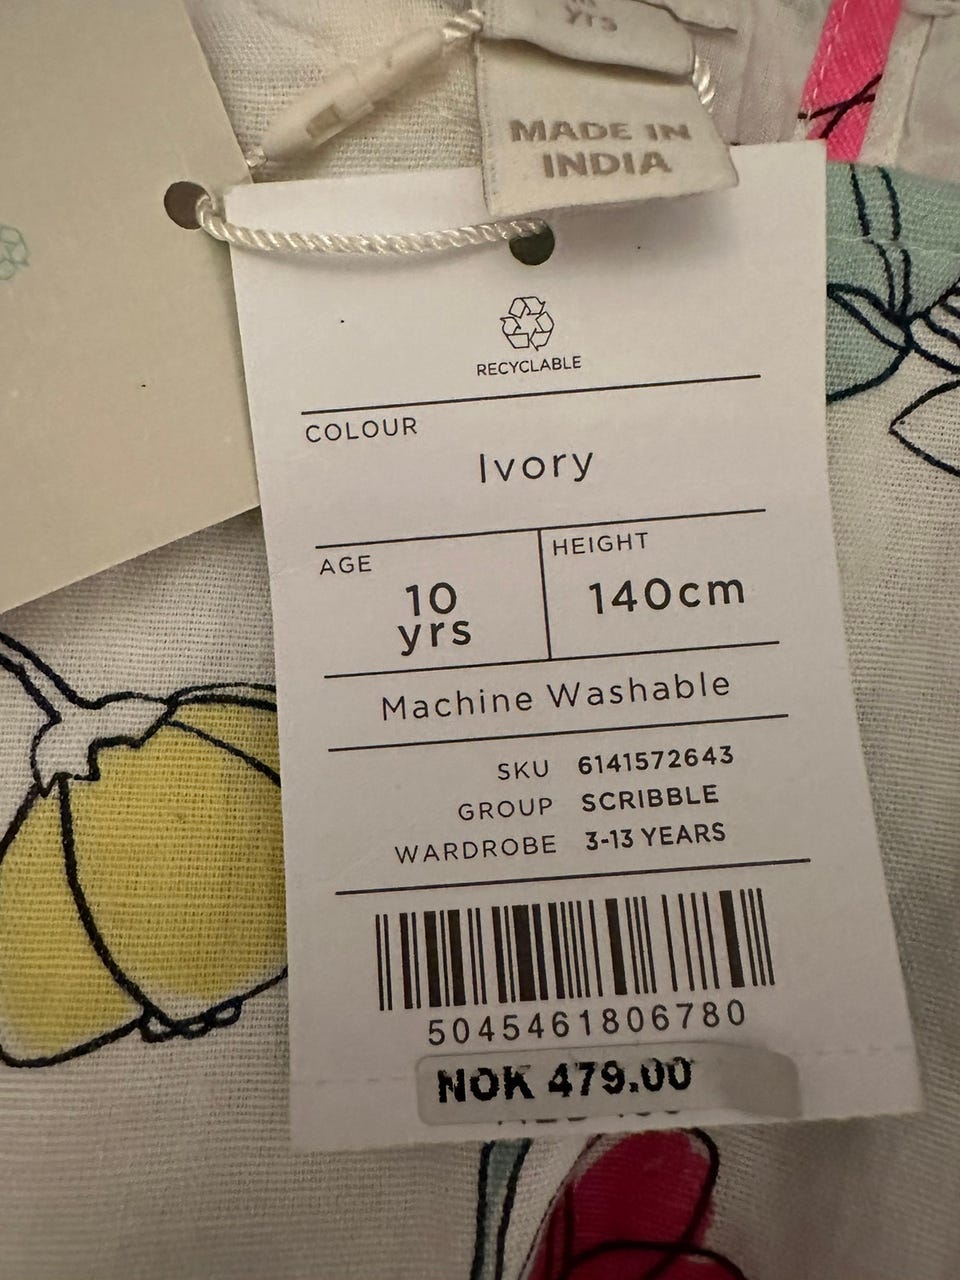 yrs
MADE IN
INDIA
RECYCLABLE
COLOUR
Ivory
AGE
10
yrs
HEIGHT
140cm
Machine Washable
SKU 6141572643
GROUP SCRIBBLE
WARDROBE 3-13 YEARS
5045461806780
NOK 479.00